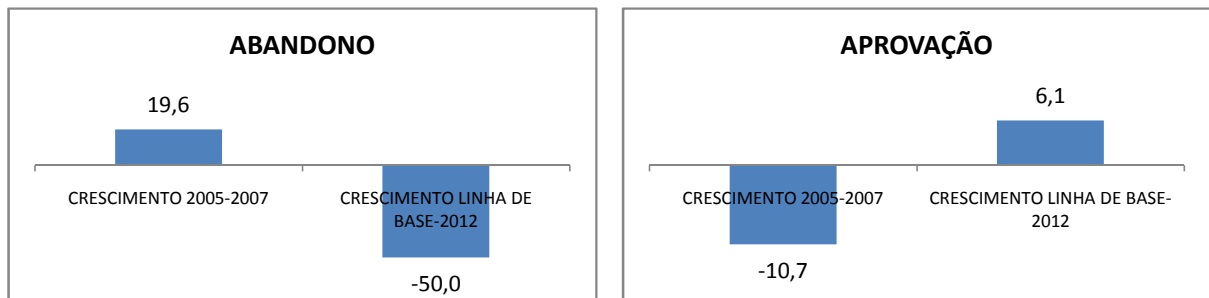 ABANDONO
19,6
CRESCIMENTO 2005-2007
CRESCIMENTO LINHA DE
BASE-2012
-50,0
APROVAÇÃO
6,1
CRESCIMENTO 2005-2007
CRESCIMENTO LINHA DE BASE-
2012
-10,7